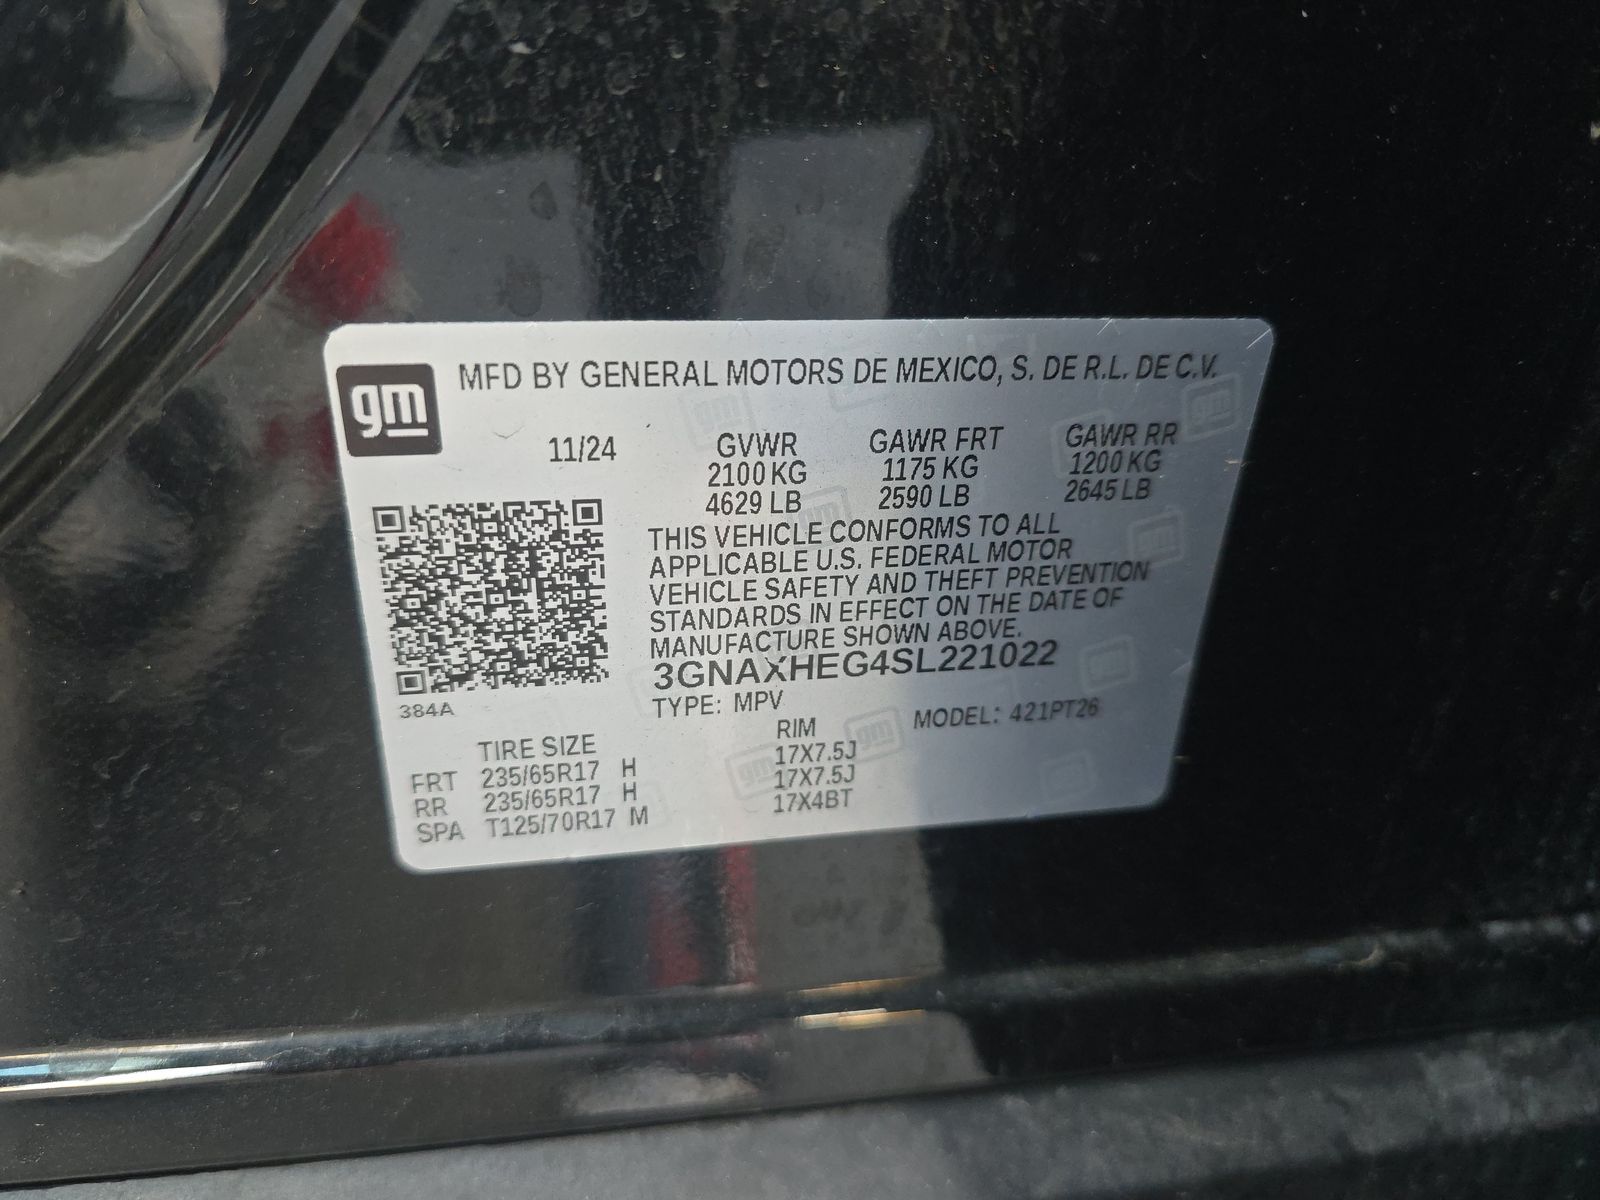 gm
MFD BY GENERAL MOTORS DE MEXICO, S. DE R.L. DE C.V.
11/24 GVWR GAWR FRT GAWR RR
2100 KG 1175 KG 1200 KG
4629 LB 2590 LB 2645 LB
THIS VEHICLE CONFORMS TO ALL
APPLICABLE U.S. FEDERAL MOTOR
VEHICLE SAFETY AND THEFT PREVENTION
STANDARDS IN EFFECT ON THE DATE OF
MANUFACTURE SHOWN ABOVE.
3GNAXHEG4SL221022
384A
TYPE: MPV MODEL: 421PT26
TIRE SIZE RIM
FRT 235/65R17 H 17X7.5J
RR 235/65R17 H 17X7.5J
SPA T125/70R17 M 17X4BT